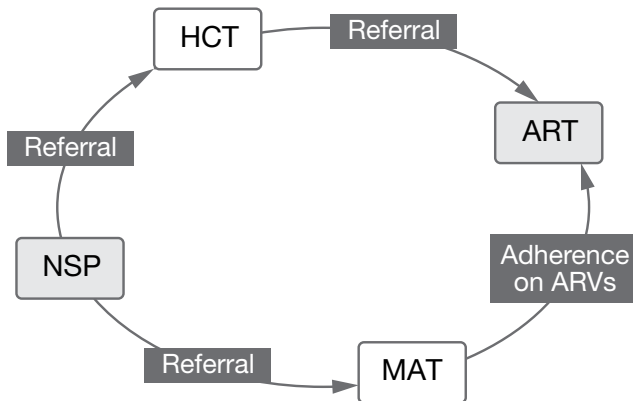 HCT
Referral
ART
Referral
NSP
Adherence
on ARVs
Referral
MAT